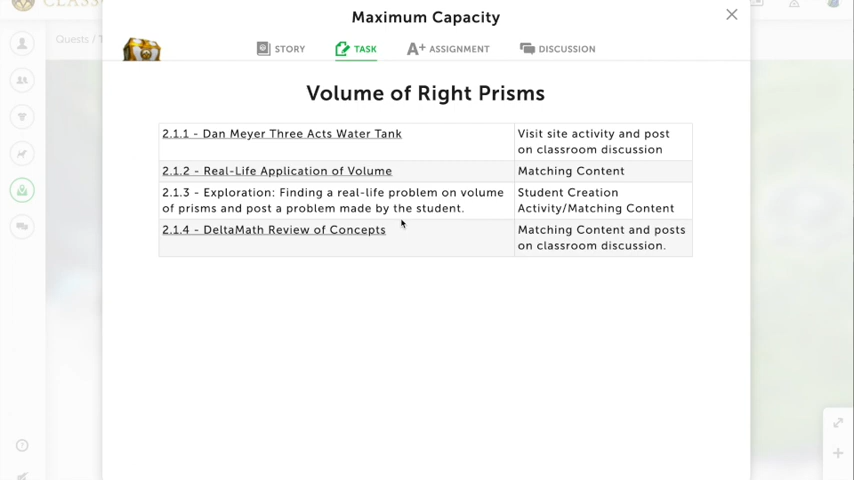 Maximum Capacity
STORY TASK A+ ASSIGNMENT DISCUSSION
Quests /
Volume of Right Prisms
2.1.1 - Dan Meyer Three Acts Water Tank
Visit site activity and post
on classroom discussion
2.1.2 - Real-Life Application of Volume
Matching Content
2.1.3 - Exploration: Finding a real-life problem on volume
of prisms and post a problem made by the student.
Student Creation
Activity/Matching Content
2.1.4 - DeltaMath Review of Concepts
Matching Content and posts
on classroom discussion.